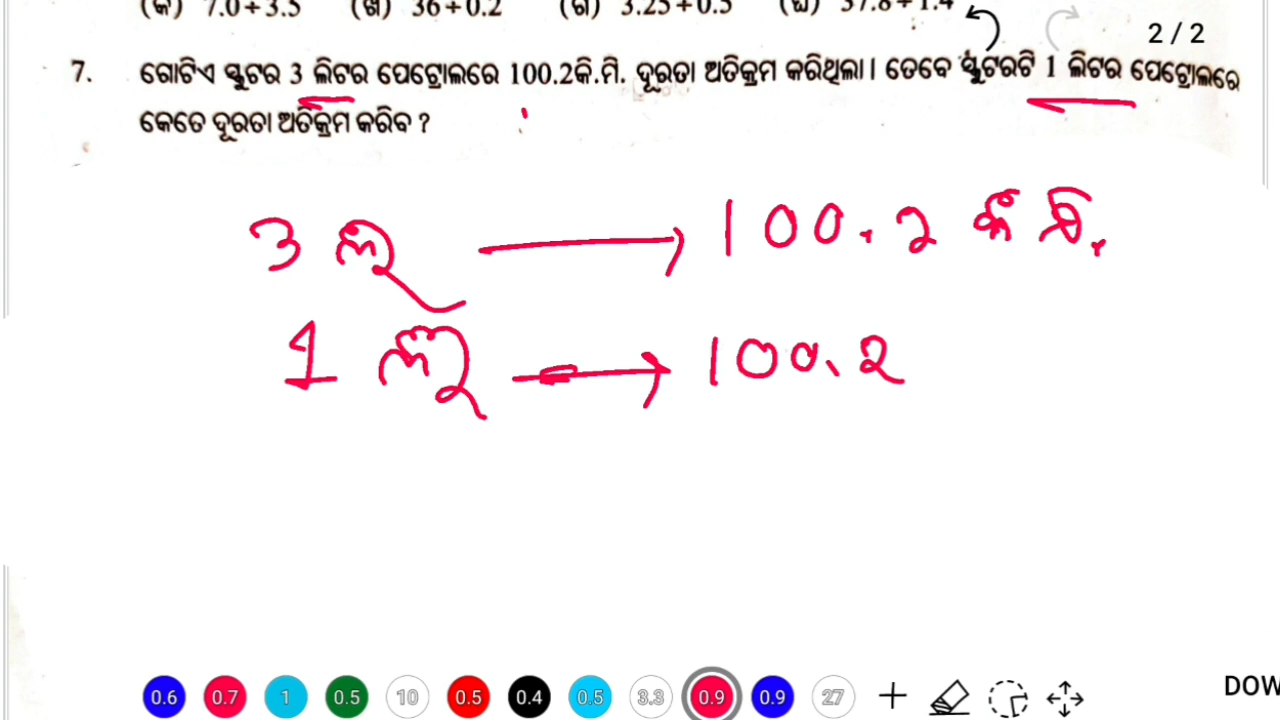 (କ) 7.0÷3.5 (ଖ) 36÷0.2 (ଗ) 3.25÷0.5 (ଘ) 37.8÷1.4
2/2
7. ଗୋଟିଏ ସ୍କୁଟର 3 ଲିଟର ପେଟ୍ରୋଲରେ 100.2କି.ମି. ଦୂରତା ଅତିକ୍ରମ କରିଥିଲା। ତେବେ ସ୍କୁଟରଟି 1 ଲିଟର ପେଟ୍ରୋଲରେ
କେତେ ଦୂରତା ଅତିକ୍ରମ କରିବ ?
3 → 100.2
1 → 100.2
0.6 0.7 1 0.5 10 0.5 0.4 0.5 3.3 0.9 0.9 27
DOW